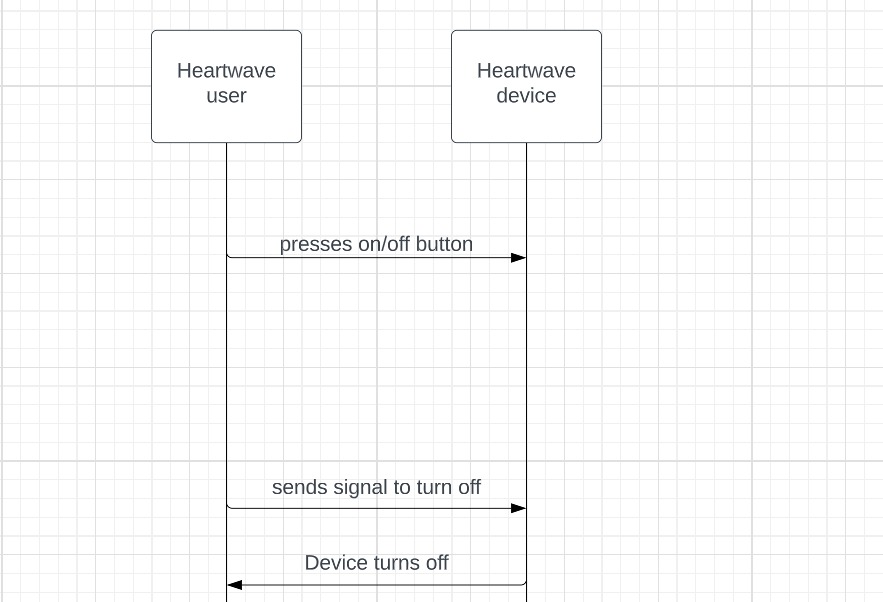 Heartwave
user
Heartwave
device
presses on/off button
sends signal to turn off
Device turns off